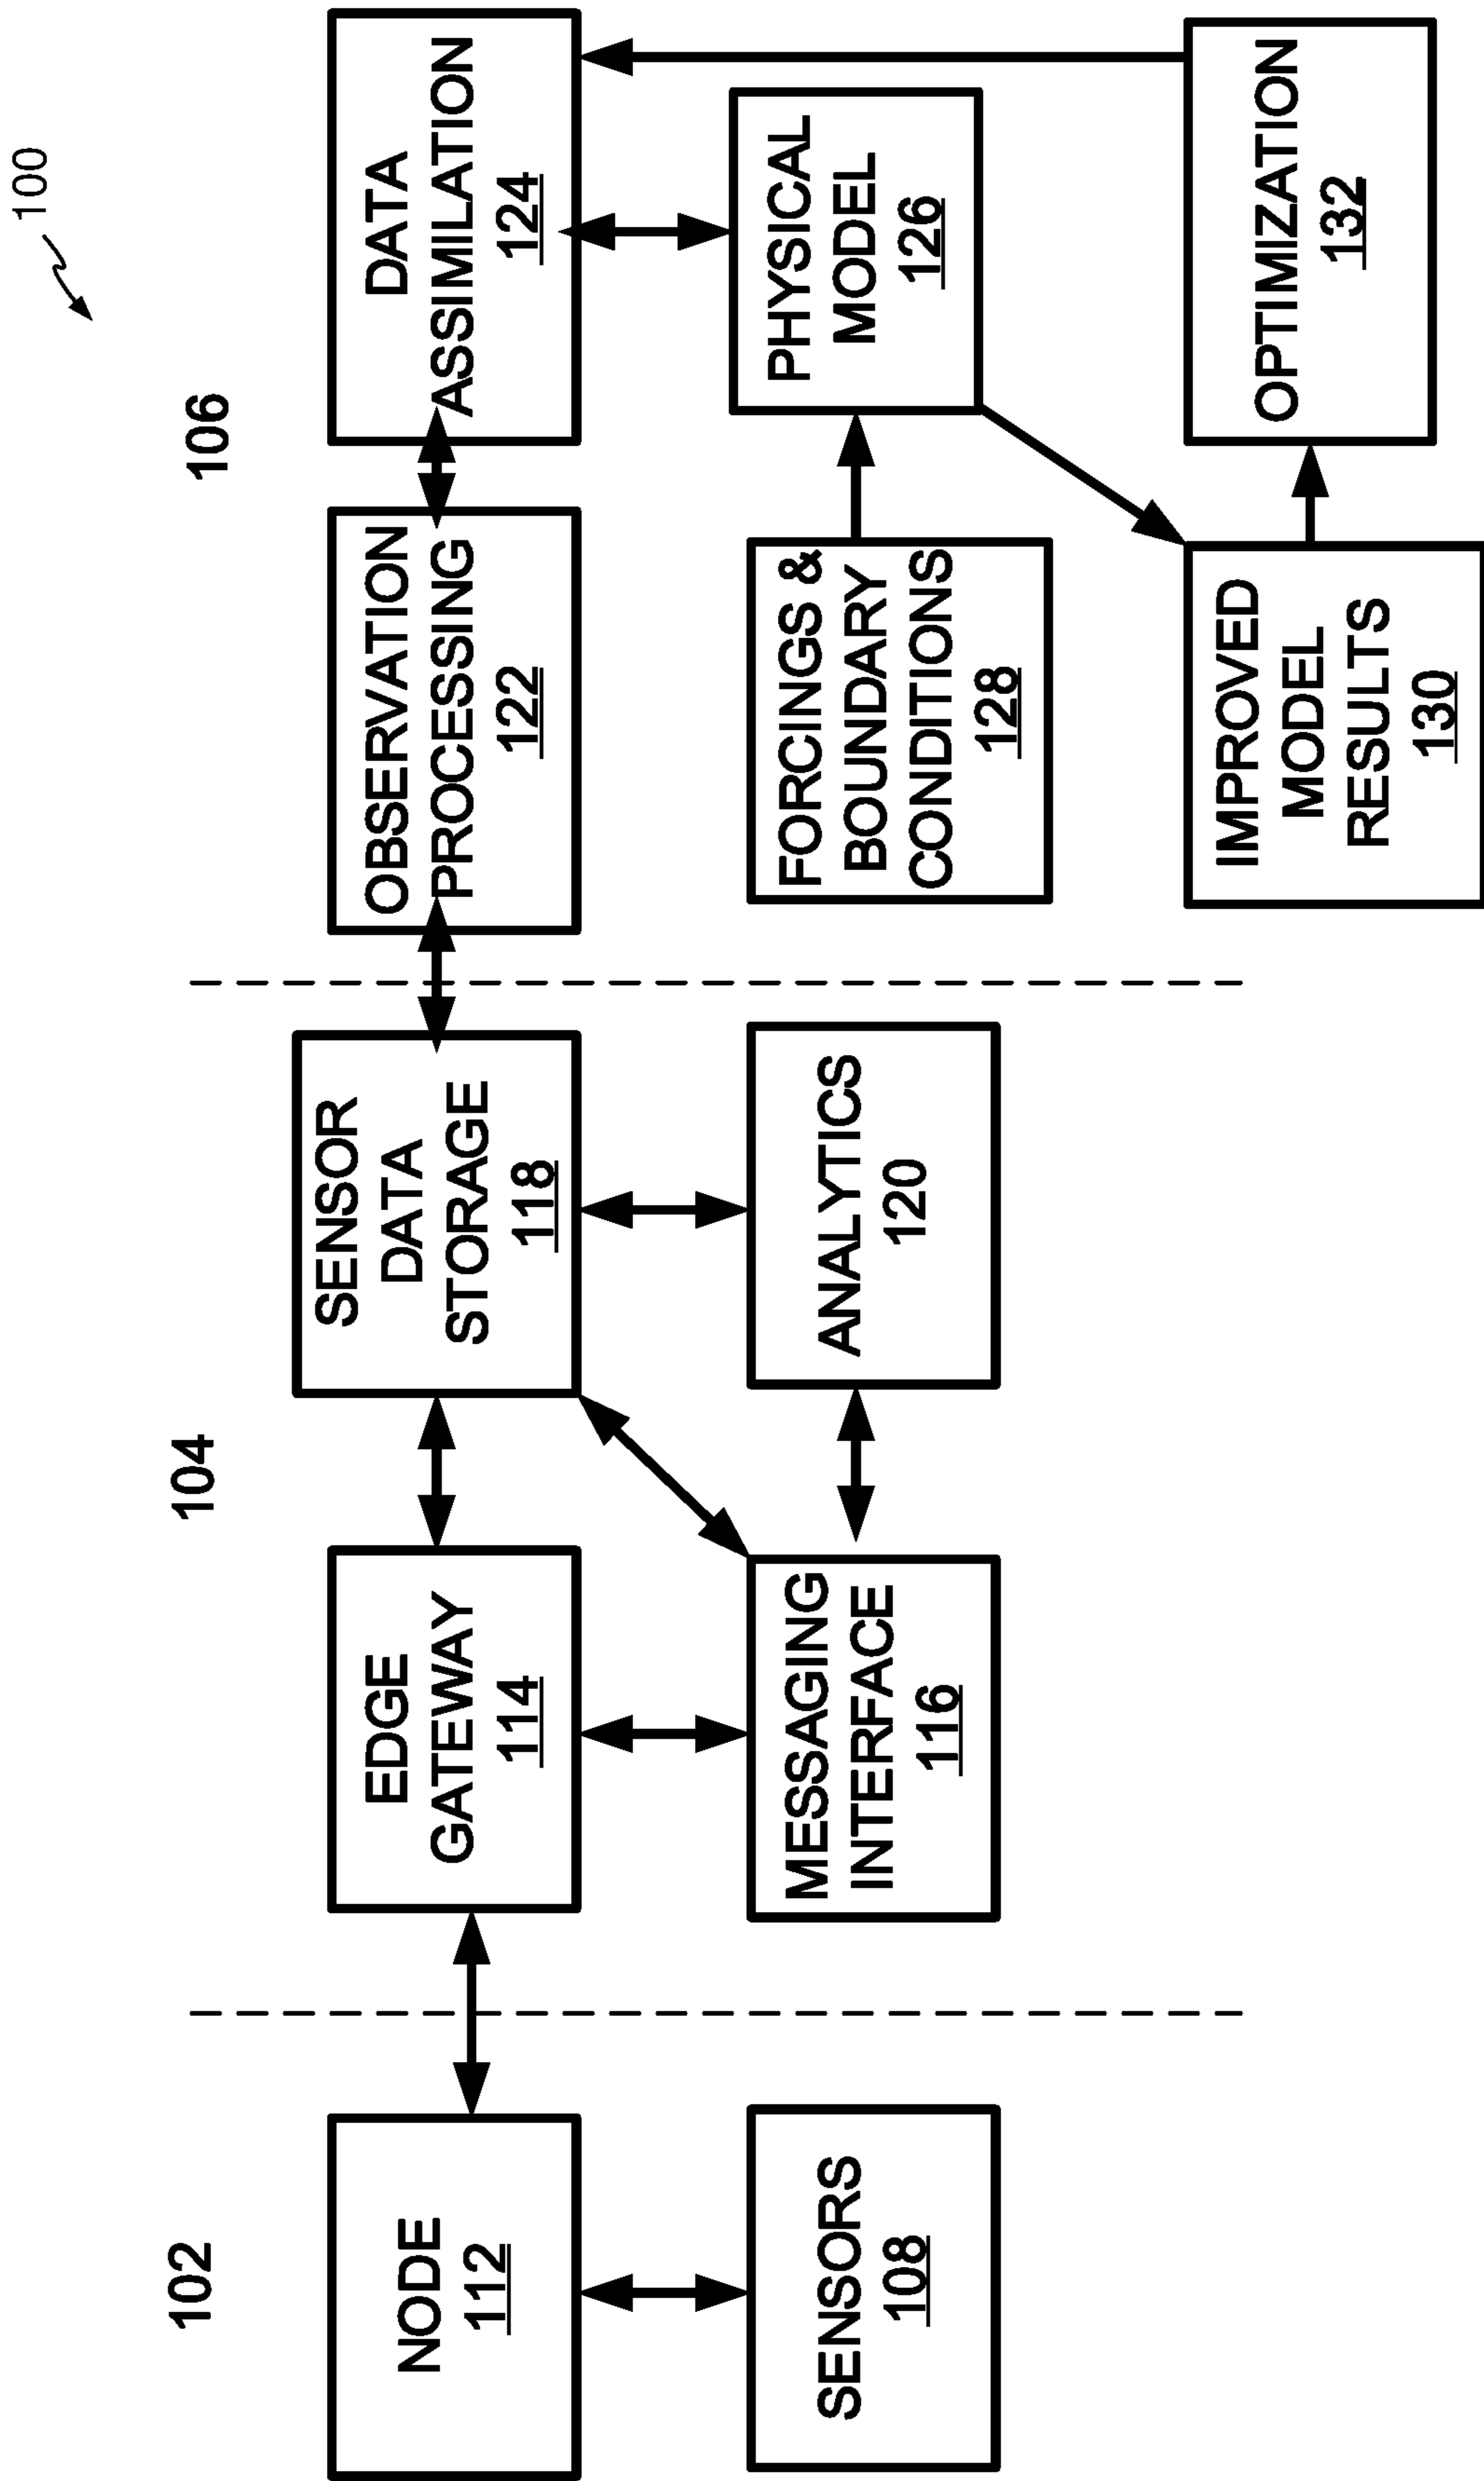 100
102
104
106
NODE
112
EDGE
GATEWAY
114
SENSOR
DATA
STORAGE
118
OBSERVATION
PROCESSING
122
DATA
ASSIMILATION
124
SENSORS
108
MESSAGING
INTERFACE
116
ANALYTICS
120
FORCINGS &
BOUNDARY
CONDITIONS
128
PHYSICAL
MODEL
126
IMPROVED
MODEL
RESULTS
130
OPTIMIZATION
132